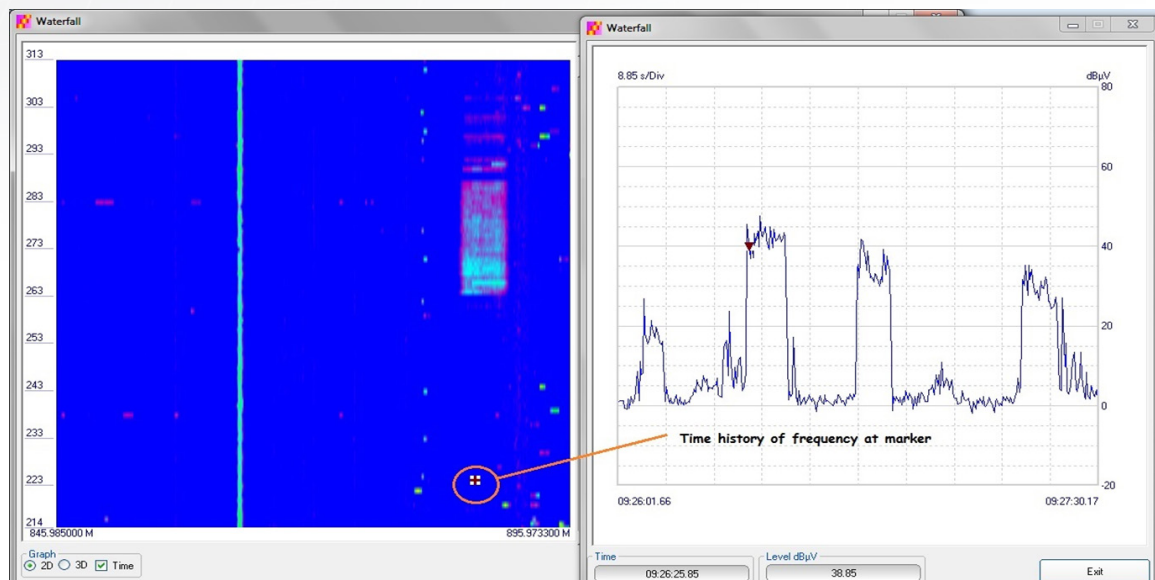 Waterfall
313
303
293
283
273
263
253
243
233
223
214
845.985000 M
895.973300 M
Graph
2D
3D
Time
Waterfall
8.85 s/Div
dBµV
80
60
40
20
0
-20
09:26:01.66
09:27:30.17
Time history of frequency at marker
Time
09:26:25.85
Level dBµV
38.85
Exit